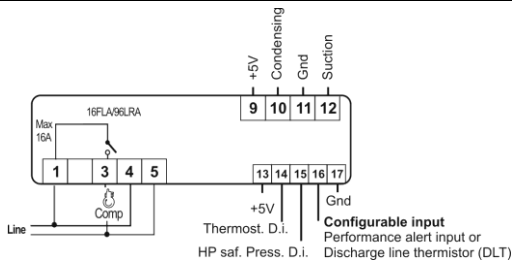 +5V
Condensing
Gnd
Suction
9 10 11 12
16FLA/96LRA
Max
16A
1 3 4 5
13 14 15 16 17
Comp
Line
+5V
Gnd
Thermost. D.i.
HP saf. Press. D.i.
Configurable input
Performance alert input or
Discharge line thermistor (DLT)